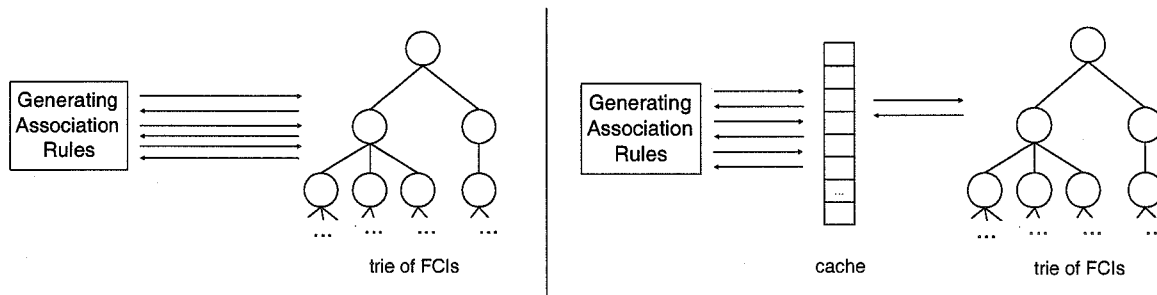 Generating
Association
Rules
... ... ... ...
trie of FCIs
Generating
Association
Rules
...
... ... ... ...
cache
trie of FCIs